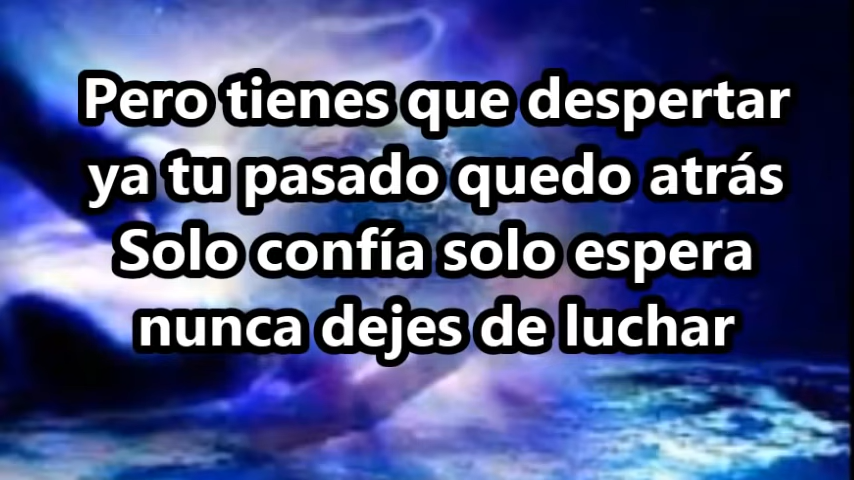 Pero tienes que despertar
ya tu pasado quedo atrás
Solo confía solo espera
nunca dejes de luchar